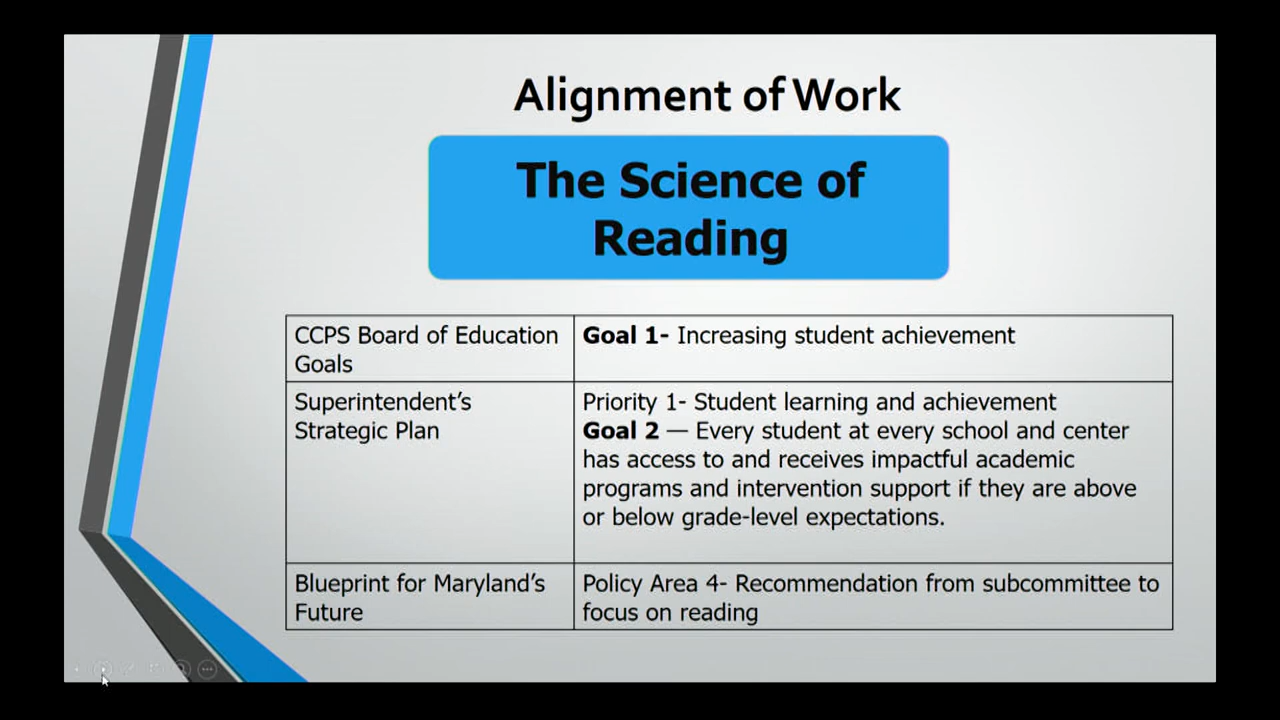 Alignment of Work
The Science of
Reading
CCPS Board of Education
Goals
Goal 1- Increasing student achievement
Superintendent's
Strategic Plan
Priority 1- Student learning and achievement
Goal 2 — Every student at every school and center
has access to and receives impactful academic
programs and intervention support if they are above
or below grade-level expectations.
Blueprint for Maryland's
Future
Policy Area 4- Recommendation from subcommittee to
focus on reading